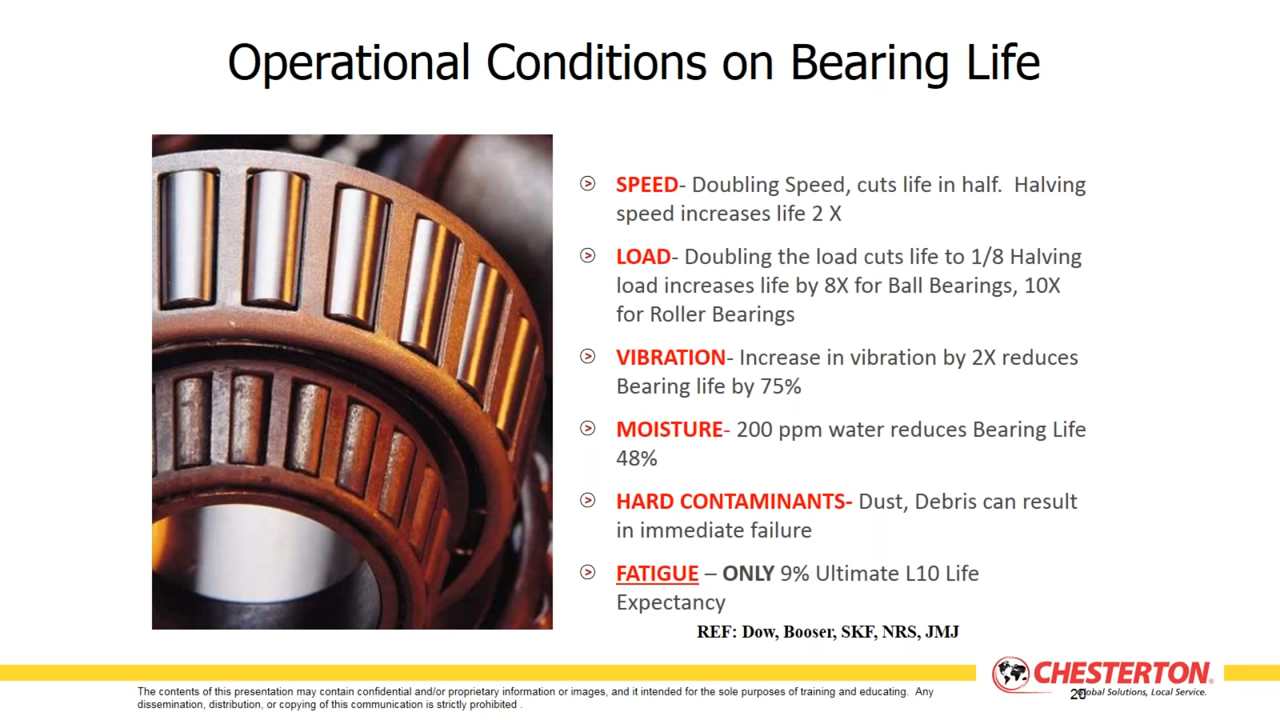 Operational Conditions on Bearing Life
SPEED- Doubling Speed, cuts life in half. Halving
speed increases life 2 X
LOAD- Doubling the load cuts life to 1/8 Halving
load increases life by 8X for Ball Bearings, 10X
for Roller Bearings
VIBRATION- Increase in vibration by 2X reduces
Bearing life by 75%
MOISTURE- 200 ppm water reduces Bearing Life
48%
HARD CONTAMINANTS- Dust, Debris can result
in immediate failure
FATIGUE – ONLY 9% Ultimate L10 Life
Expectancy
REF: Dow, Booser, SKF, NRS, JMJ
CHESTERTON®
Global Solutions, Local Service.
20
The contents of this presentation may contain confidential and/or proprietary information or images, and it intended for the sole purposes of training and educating. Any
dissemination, distribution, or copying of this communication is strictly prohibited .